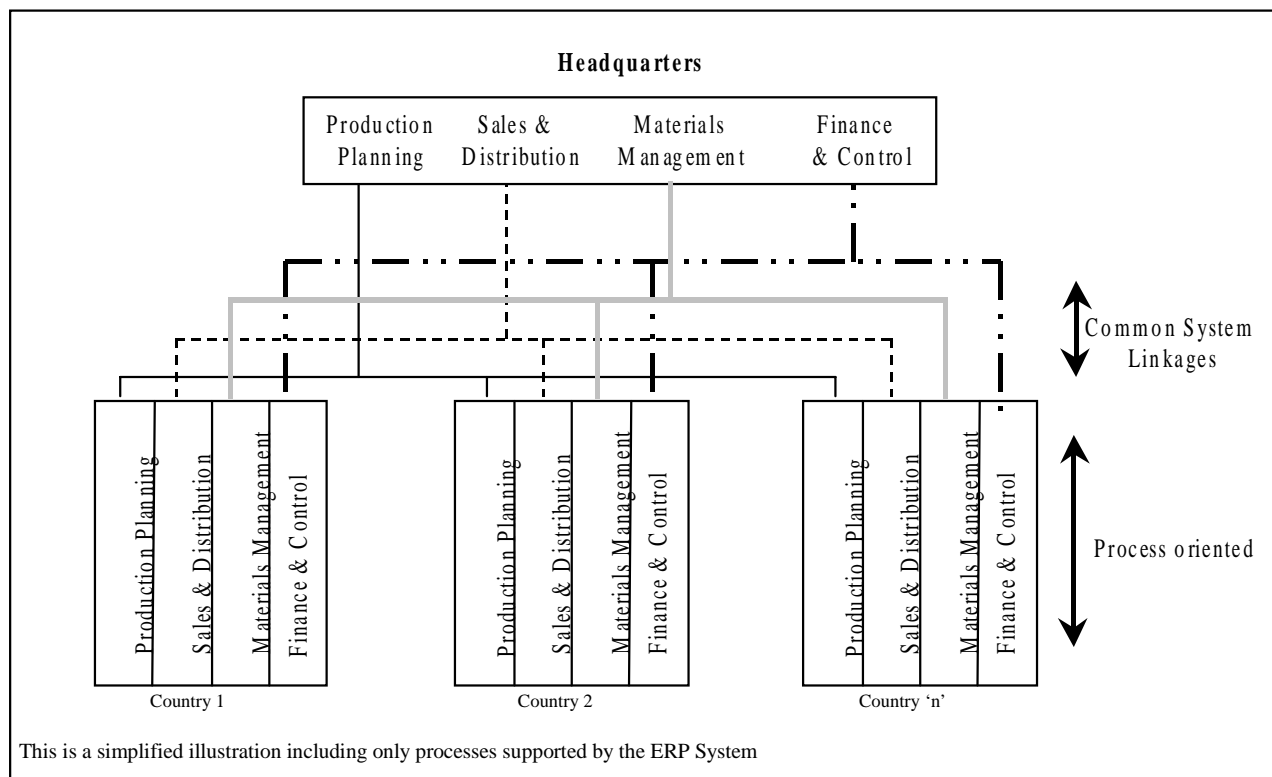 Headquarters
Production
Planning
Sales &
Distribution
Materials
Management
Finance
& Control
Common System
Linkages
Process oriented
Production Planning
Sales & Distribution
Materials Management
Finance & Control
Production Planning
Sales & Distribution
Materials Management
Finance & Control
Production Planning
Sales & Distribution
Materials Management
Finance & Control
Country 1
Country 2
Country ‘n’
This is a simplified illustration including only processes supported by the ERP System